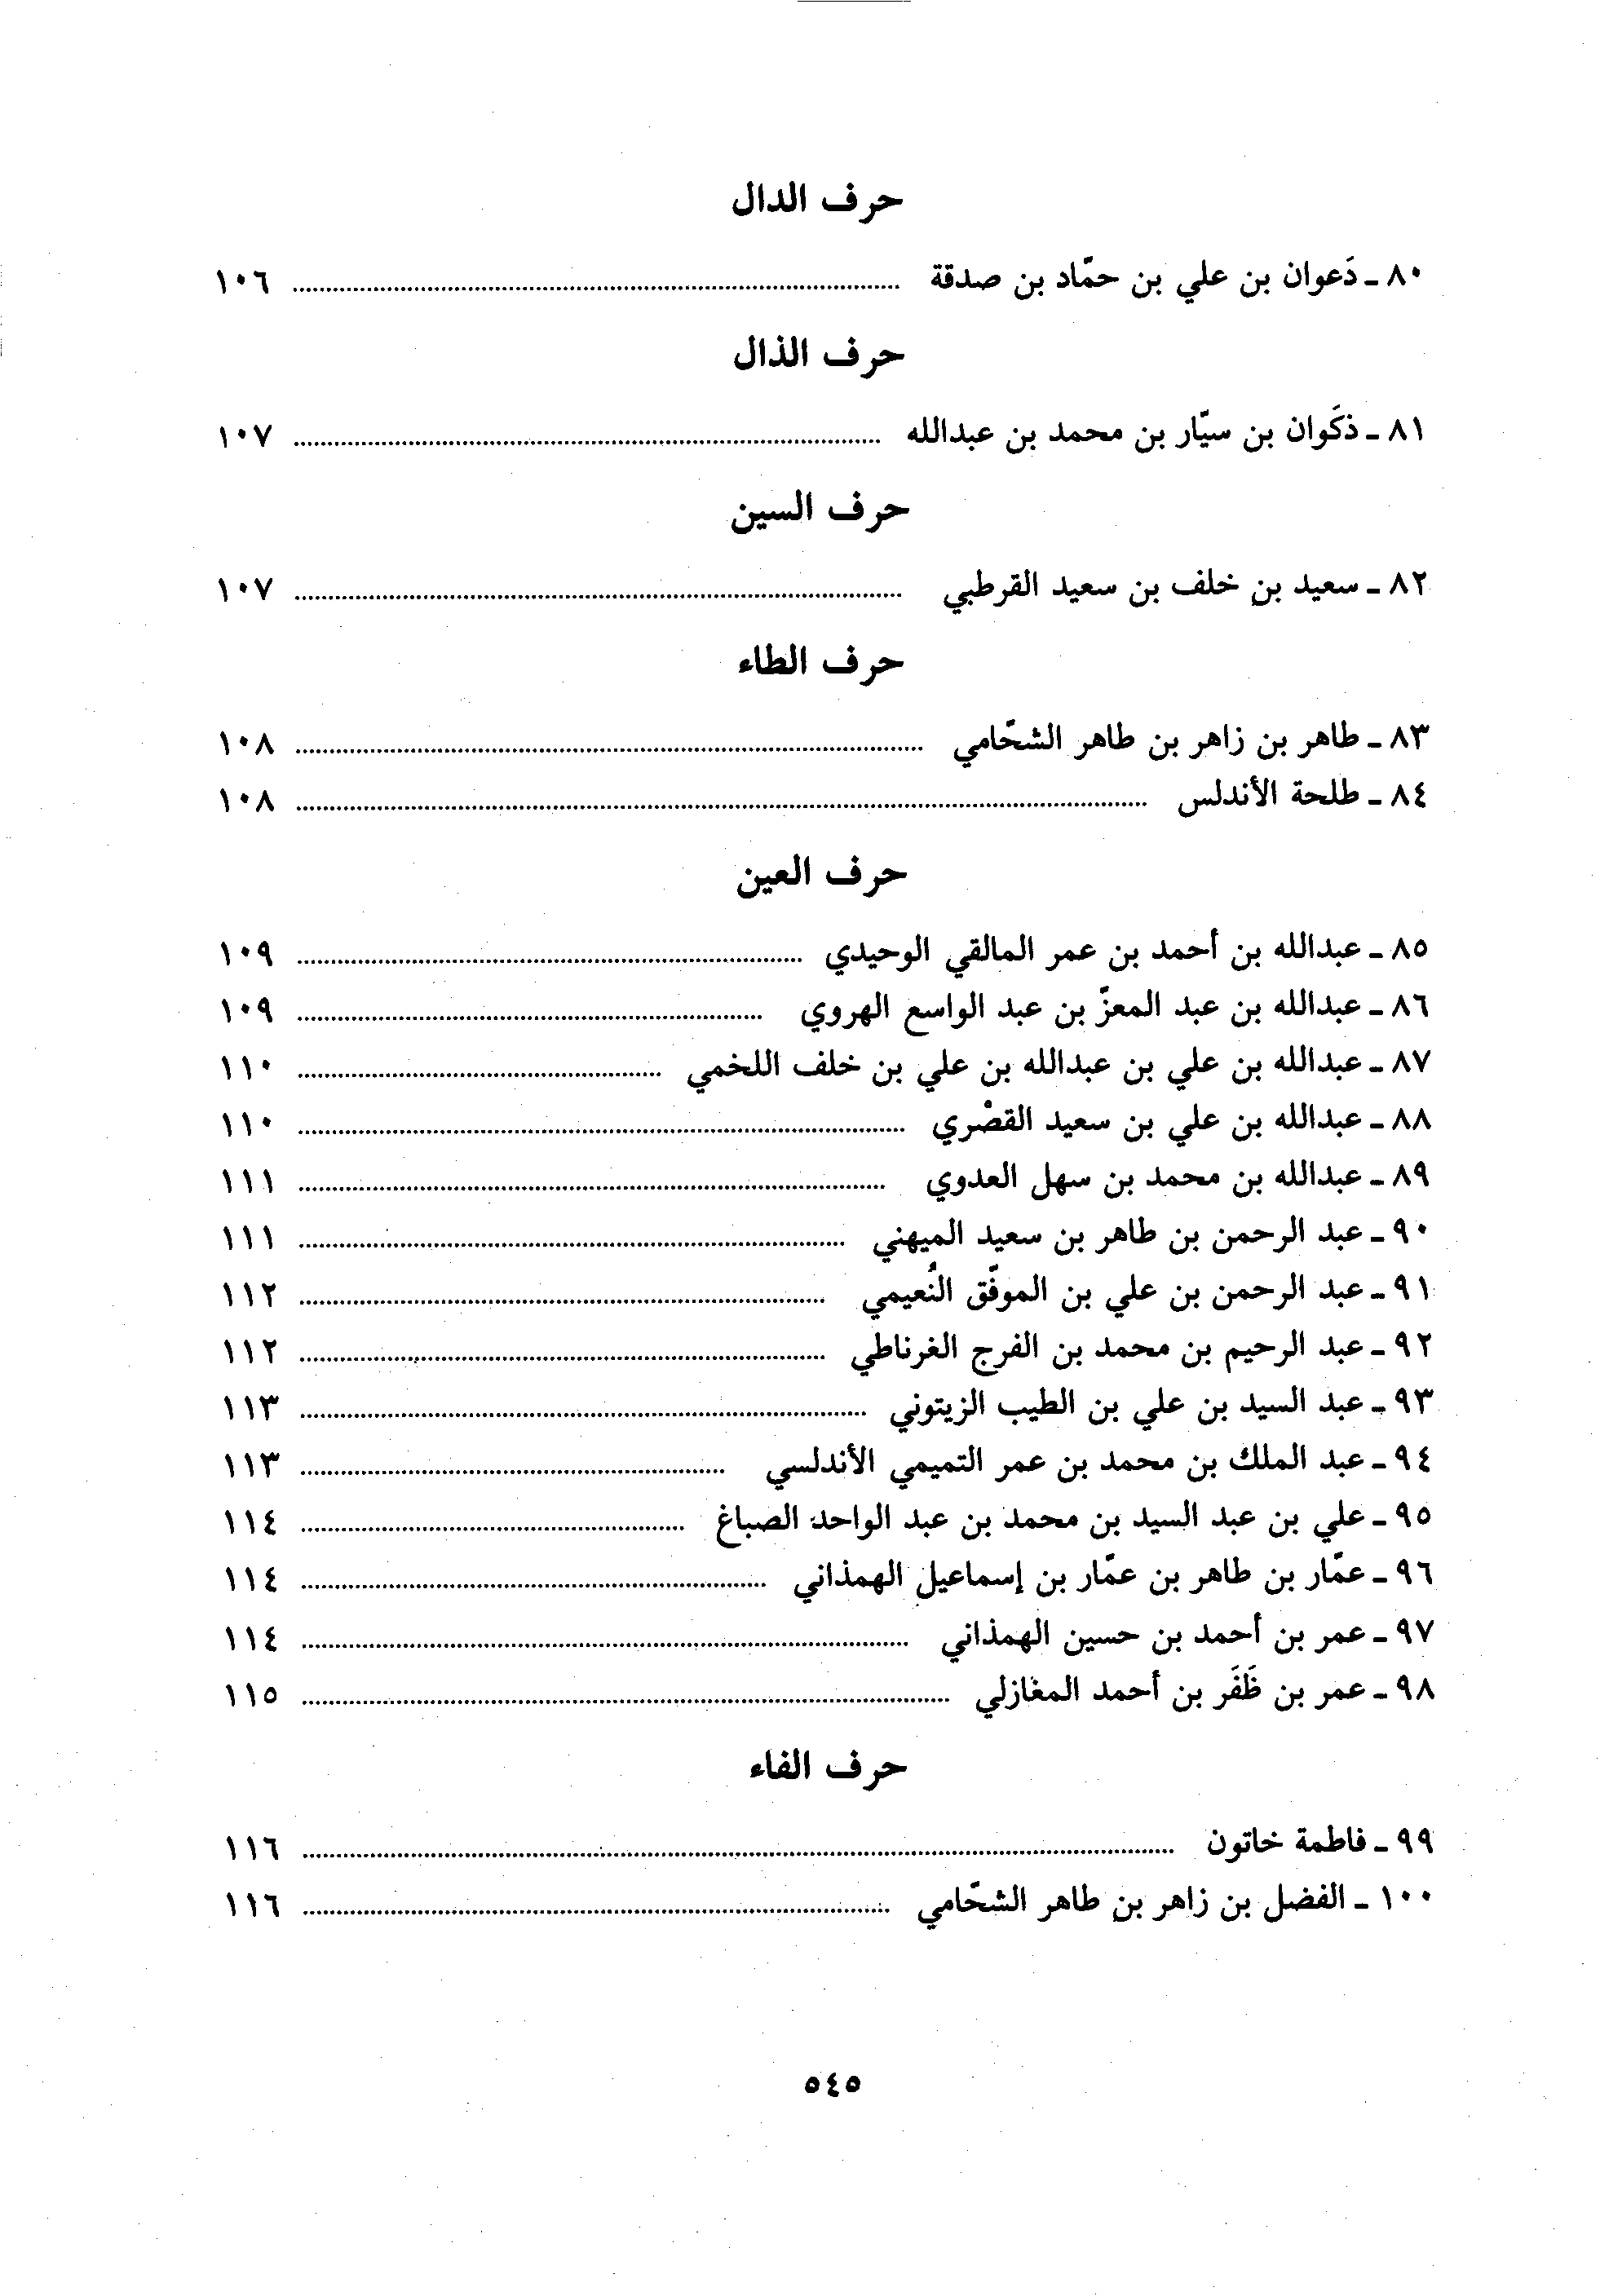 حرف الدال
٨٠ ـ دَعوان بن علي بن حمّاد بن صدقة ........ ١٠٦
حرف الذال
٨١ ـ ذكَوان بن سيّار بن محمد بن عبدالله ........ ١٠٧
حرف السين
٨٢ ـ سعيد بن خلف بن سعيد القرطبي ........ ١٠٧
حرف الطاء
٨٣ ـ طاهر بن زاهر بن طاهر الشحّامي ........ ١٠٨
٨٤ ـ طلحة الأندلس ........ ١٠٨
حرف العين
٨٥ ـ عبدالله بن أحمد بن عمر المالقي الوحيدي ........ ١٠٩
٨٦ ـ عبدالله بن عبد المعزّ بن عبد الواسع الهروي ........ ١٠٩
٨٧ ـ عبدالله بن علي بن عبدالله بن علي بن خلف اللخمي ........ ١١٠
٨٨ ـ عبدالله بن علي بن سعيد القصْري ........ ١١٠
٨٩ ـ عبدالله بن محمد بن سهل العدوي ........ ١١١
٩٠ ـ عبد الرحمن بن طاهر بن سعيد الميهني ........ ١١١
٩١ ـ عبد الرحمن بن علي بن الموفّق النُعيمي ........ ١١٢
٩٢ ـ عبد الرحيم بن محمد بن الفرج الغرناطي ........ ١١٢
٩٣ ـ عبد السيد بن علي بن الطيب الزيتوني ........ ١١٣
٩٤ ـ عبد الملك بن محمد بن عمر التميمي الأندلسي ........ ١١٣
٩٥ ـ علي بن عبد السيد بن محمد بن عبد الواحد الصباغ ........ ١١٤
٩٦ ـ عمّار بن طاهر بن عمّار بن إسماعيل الهمذاني ........ ١١٤
٩٧ ـ عمر بن أحمد بن حسين الهمذاني ........ ١١٤
٩٨ ـ عمر بن ظَفَر بن أحمد المغازلي ........ ١١٥
حرف الفاء
٩٩ ـ فاطمة خاتون ........ ١١٦
١٠٠ ـ الفضل بن زاهر بن طاهر الشحّامي ........ ١١٦
٥٤٥